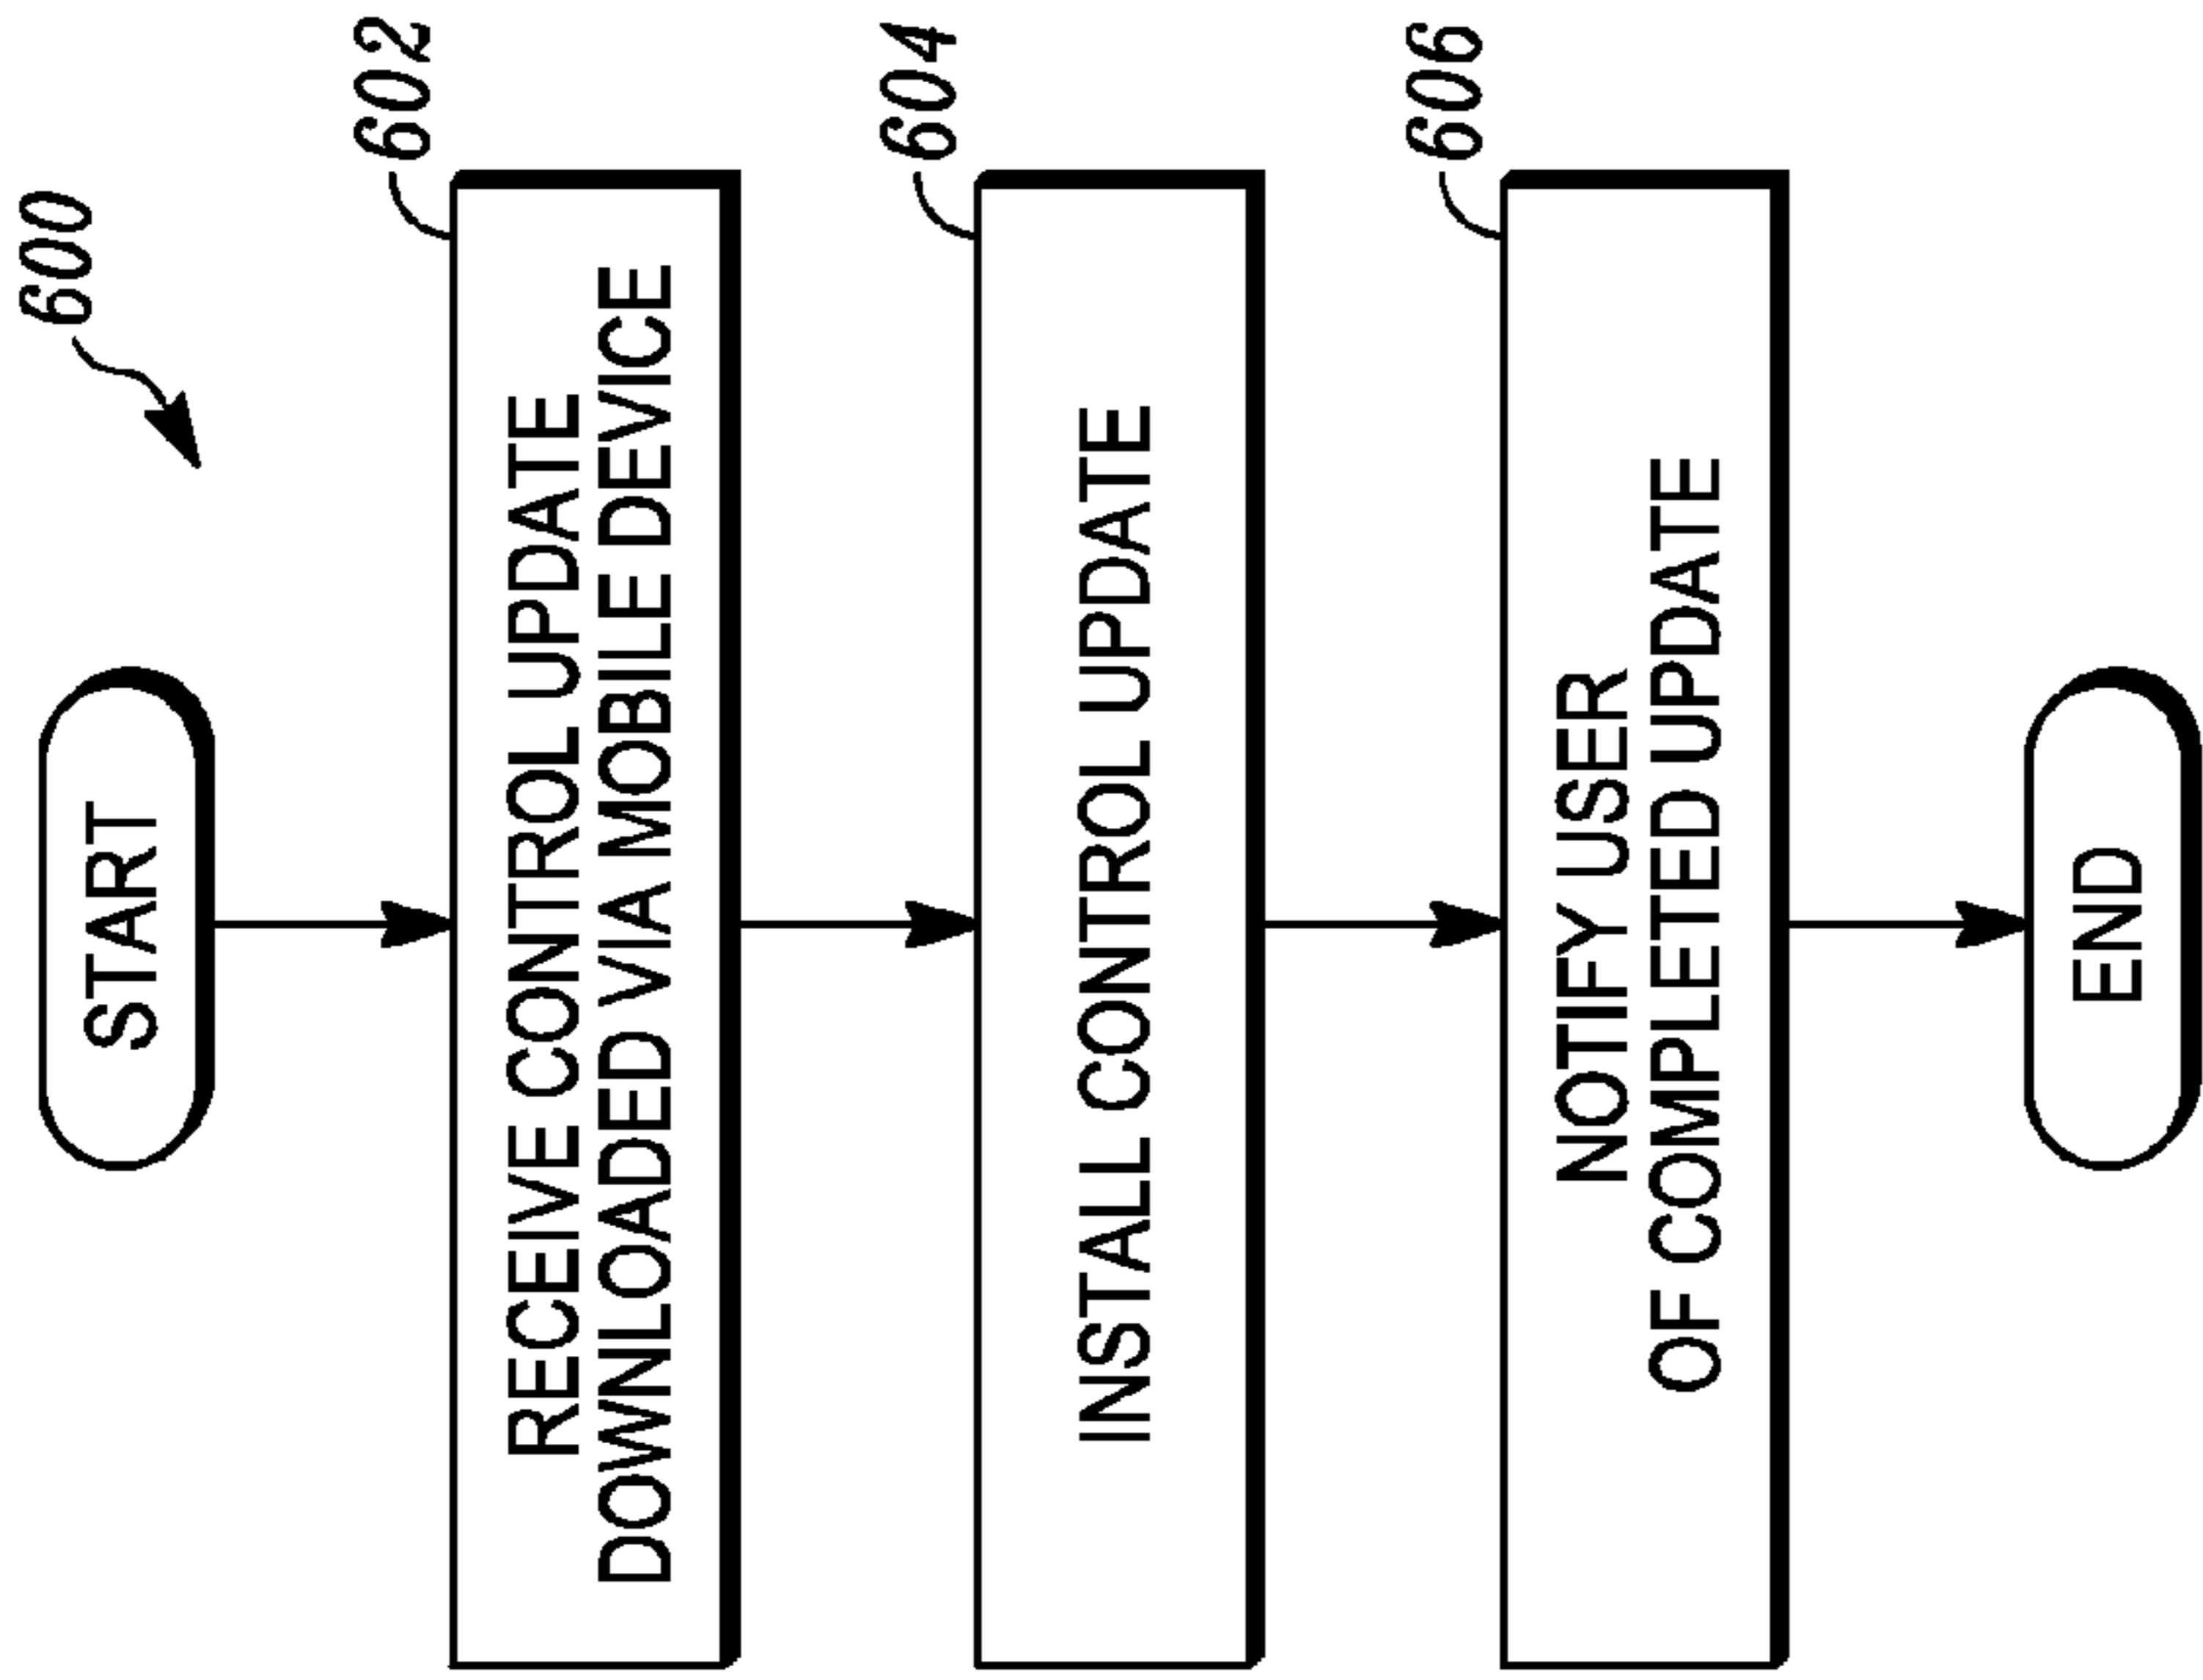 600
START
602
RECEIVE CONTROL UPDATE
DOWNLOADED VIA MOBILE DEVICE
604
INSTALL CONTROL UPDATE
606
NOTIFY USER
OF COMPLETED UPDATE
END